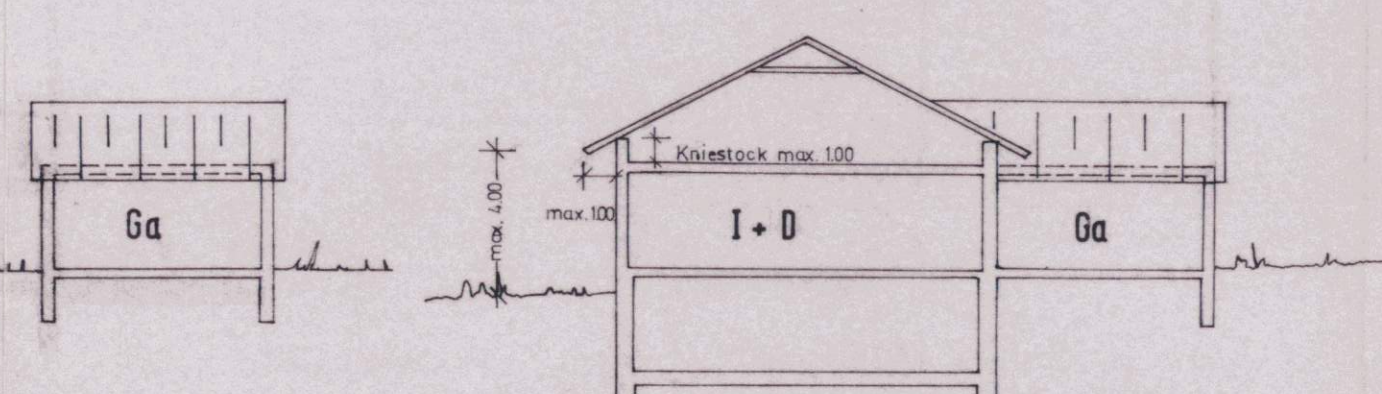 Ga
max. 4.00
max. 1.00
Kniestock max. 1.00
I + D
Ga